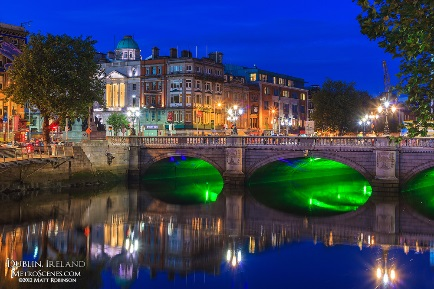 Dublin, Ireland
MetroScenes.com
©2012 Matt Robinson